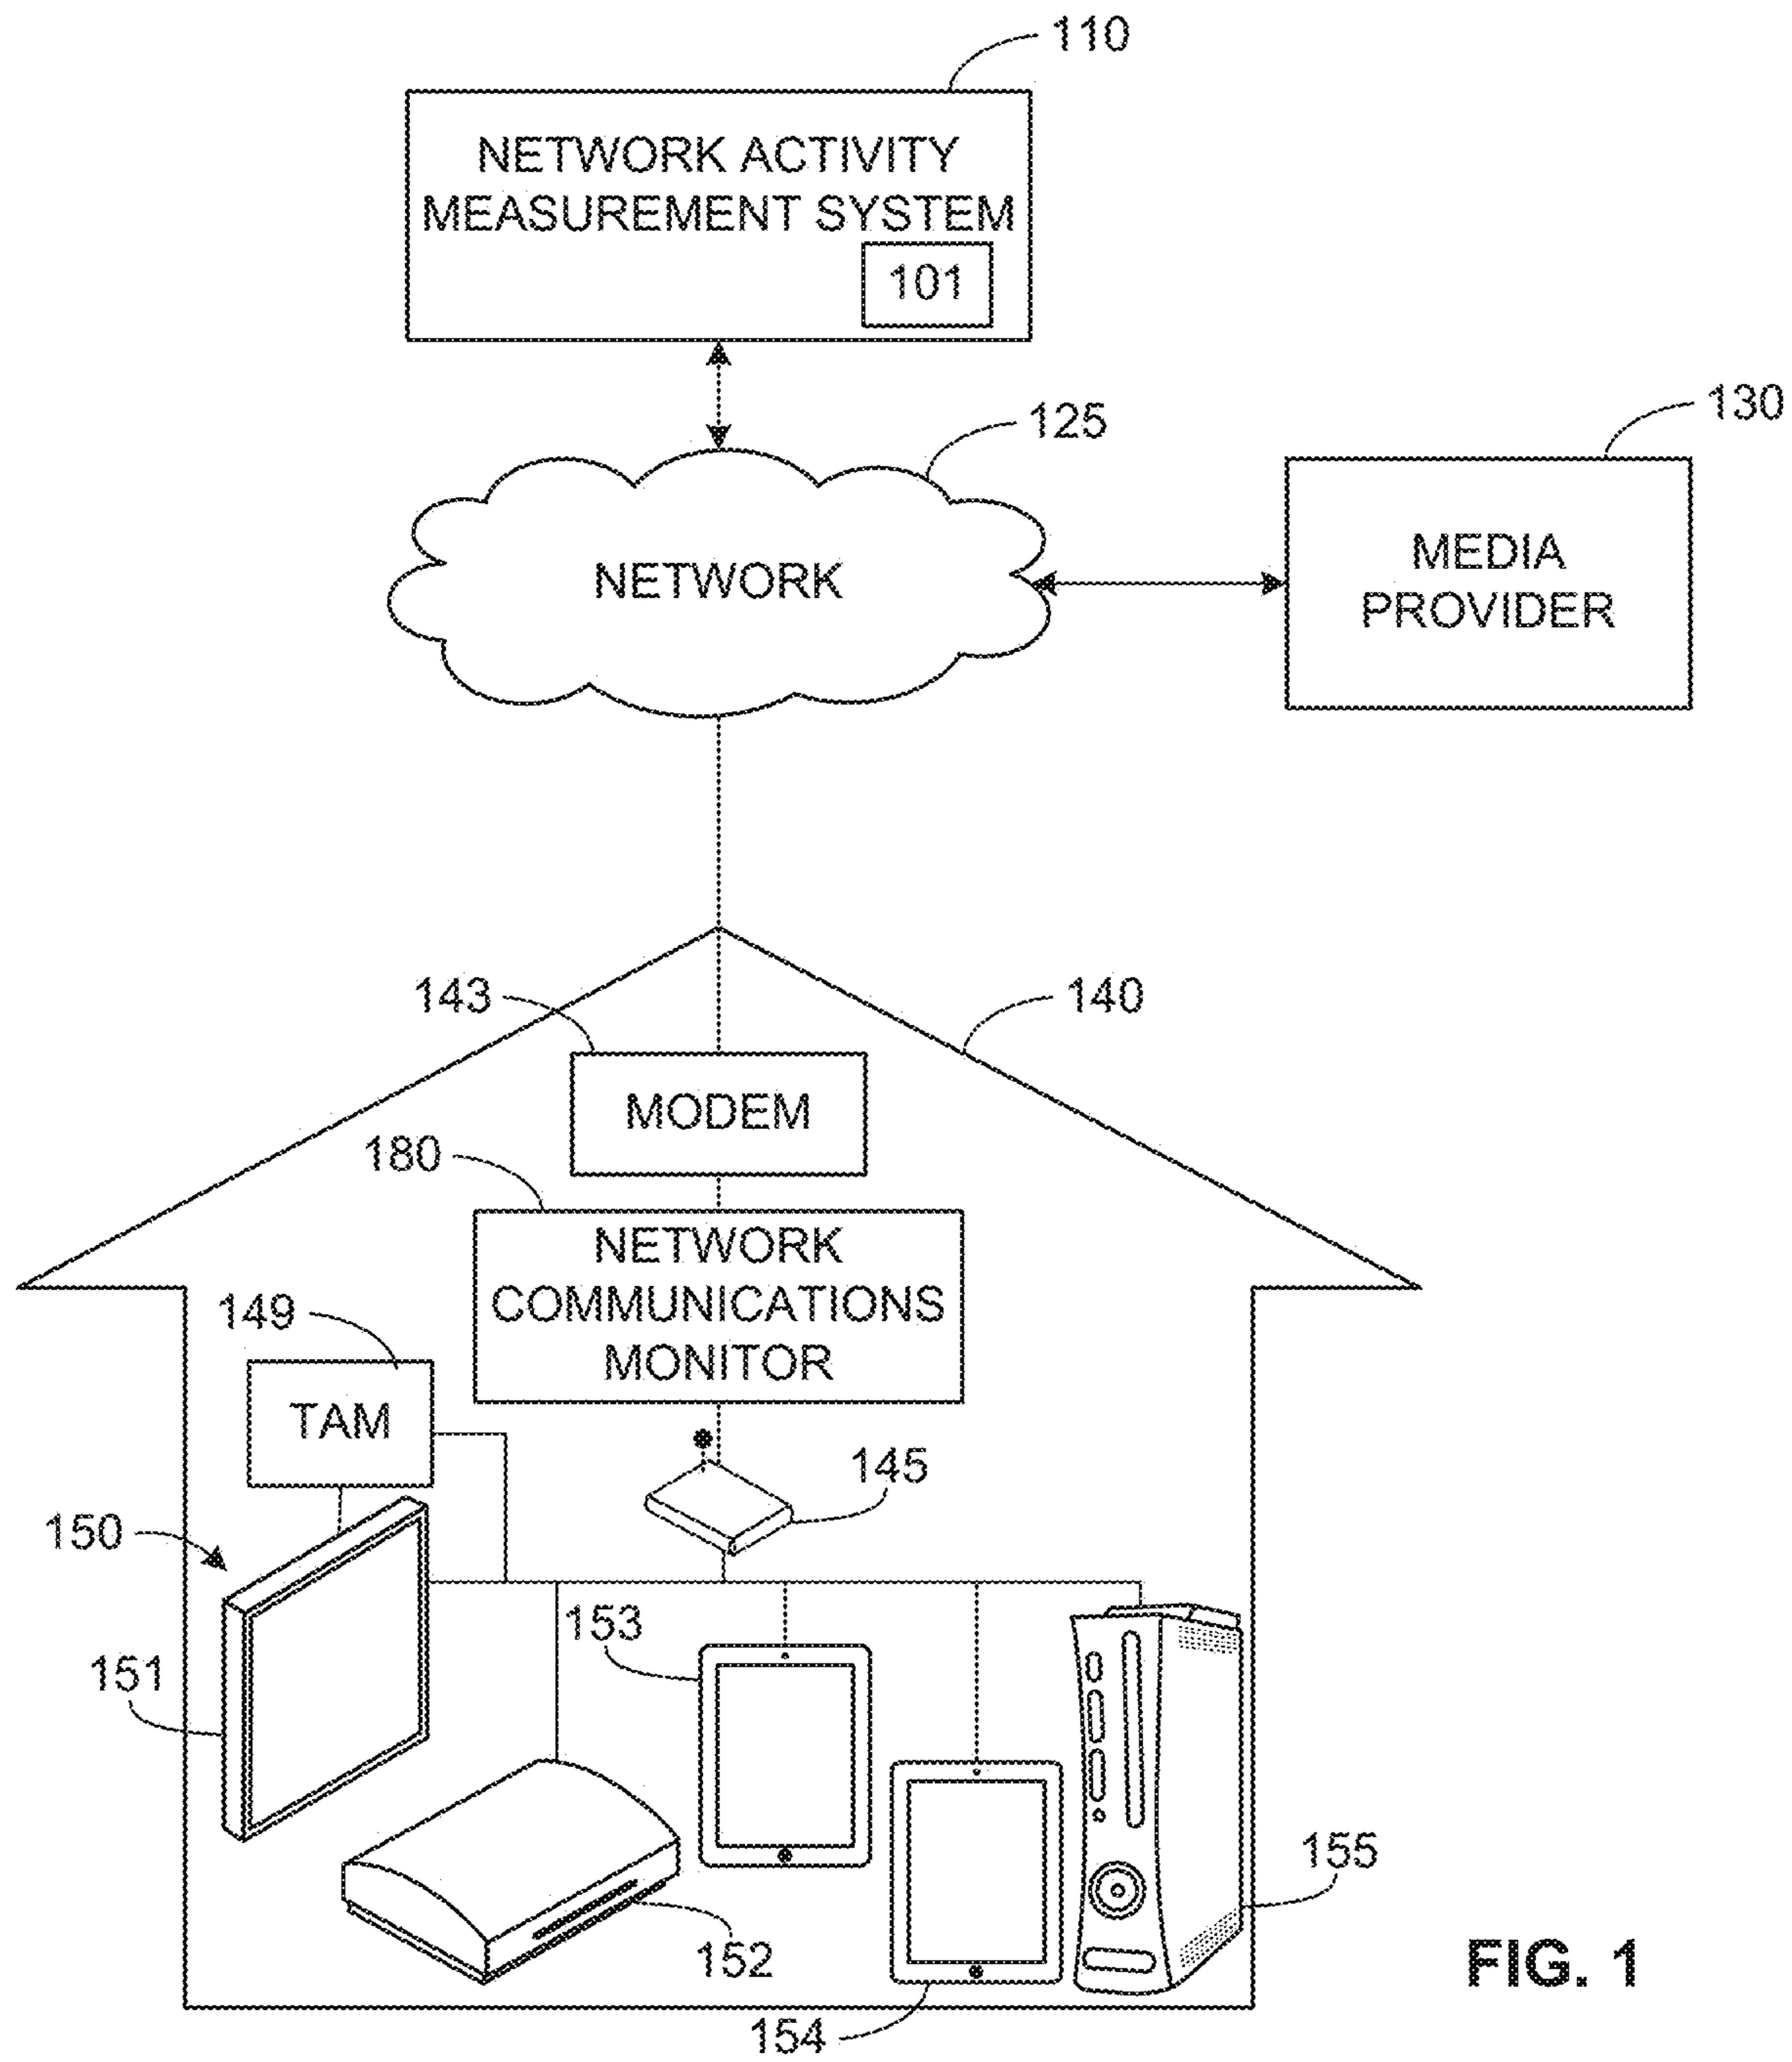 110
NETWORK ACTIVITY
MEASUREMENT SYSTEM
101
125
130
NETWORK
MEDIA
PROVIDER
143
140
MODEM
180
NETWORK
COMMUNICATIONS
MONITOR
149
TAM
145
150
153
151
155
152
154
FIG. 1